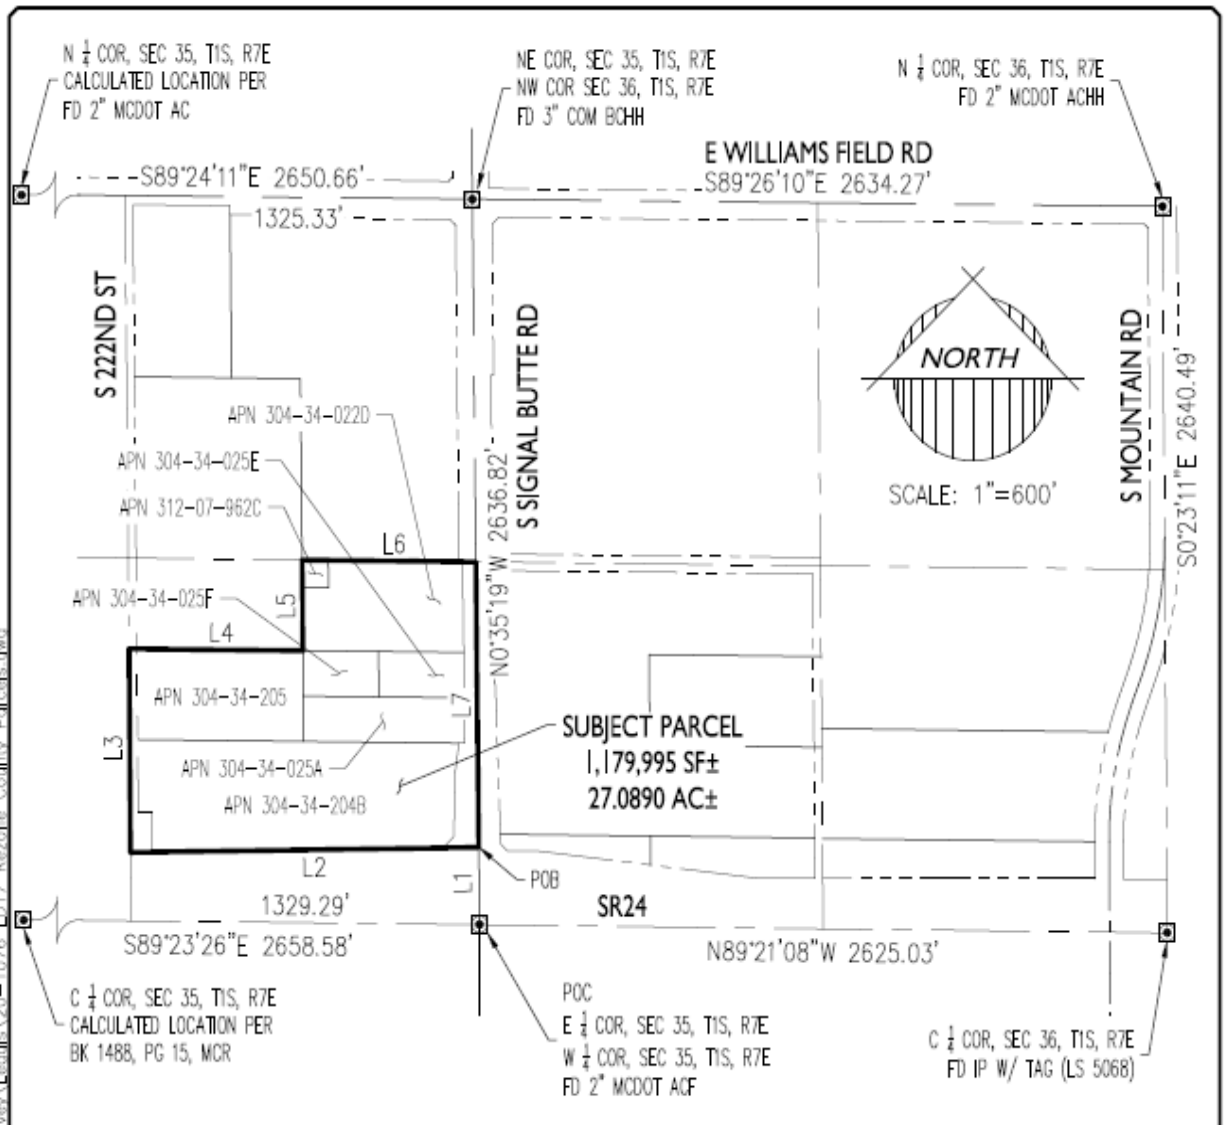 N 1/4 COR, SEC 35, T1S, R7E
CALCULATED LOCATION PER
FD 2" MCDOT AC
NE COR, SEC 35, T1S, R7E
NW COR SEC 36, T1S, R7E
FD 3" COM BCHH
N 1/4 COR, SEC 36, T1S, R7E
FD 2" MCDOT ACHH
E WILLIAMS FIELD RD
S89°26'10"E 2634.27'
S89°24'11"E 2650.66'
1325.33'
S 222ND ST
S SIGNAL BUTTE RD
N0°35'19"W 2636.82'
NORTH
SCALE: 1"=600'
S MOUNTAIN RD
S0°23'11"E 2640.49'
APN 304-34-022D
APN 304-34-025E
APN 312-07-962C
APN 304-34-025F
L6
L5
L4
APN 304-34-205
L7
L3
APN 304-34-025A
APN 304-34-204B
SUBJECT PARCEL
1,179,995 SF±
27.0890 AC±
L2
L1
POB
1329.29'
S89°23'26"E 2658.58'
SR24
N89°21'08"W 2625.03'
C 1/4 COR, SEC 35, T1S, R7E
CALCULATED LOCATION PER
BK 1488, PG 15, MCR
POC
E 1/4 COR, SEC 35, T1S, R7E
W 1/4 COR, SEC 35, T1S, R7E
FD 2" MCDOT ACF
C 1/4 COR, SEC 36, T1S, R7E
FD IP W/ TAG (LS 5068)